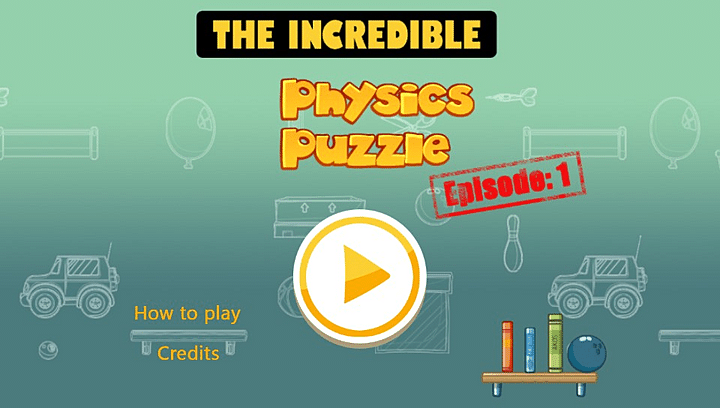 THE INCREDIBLE
Physics
Puzzle
Episode: 1
How to play
Credits